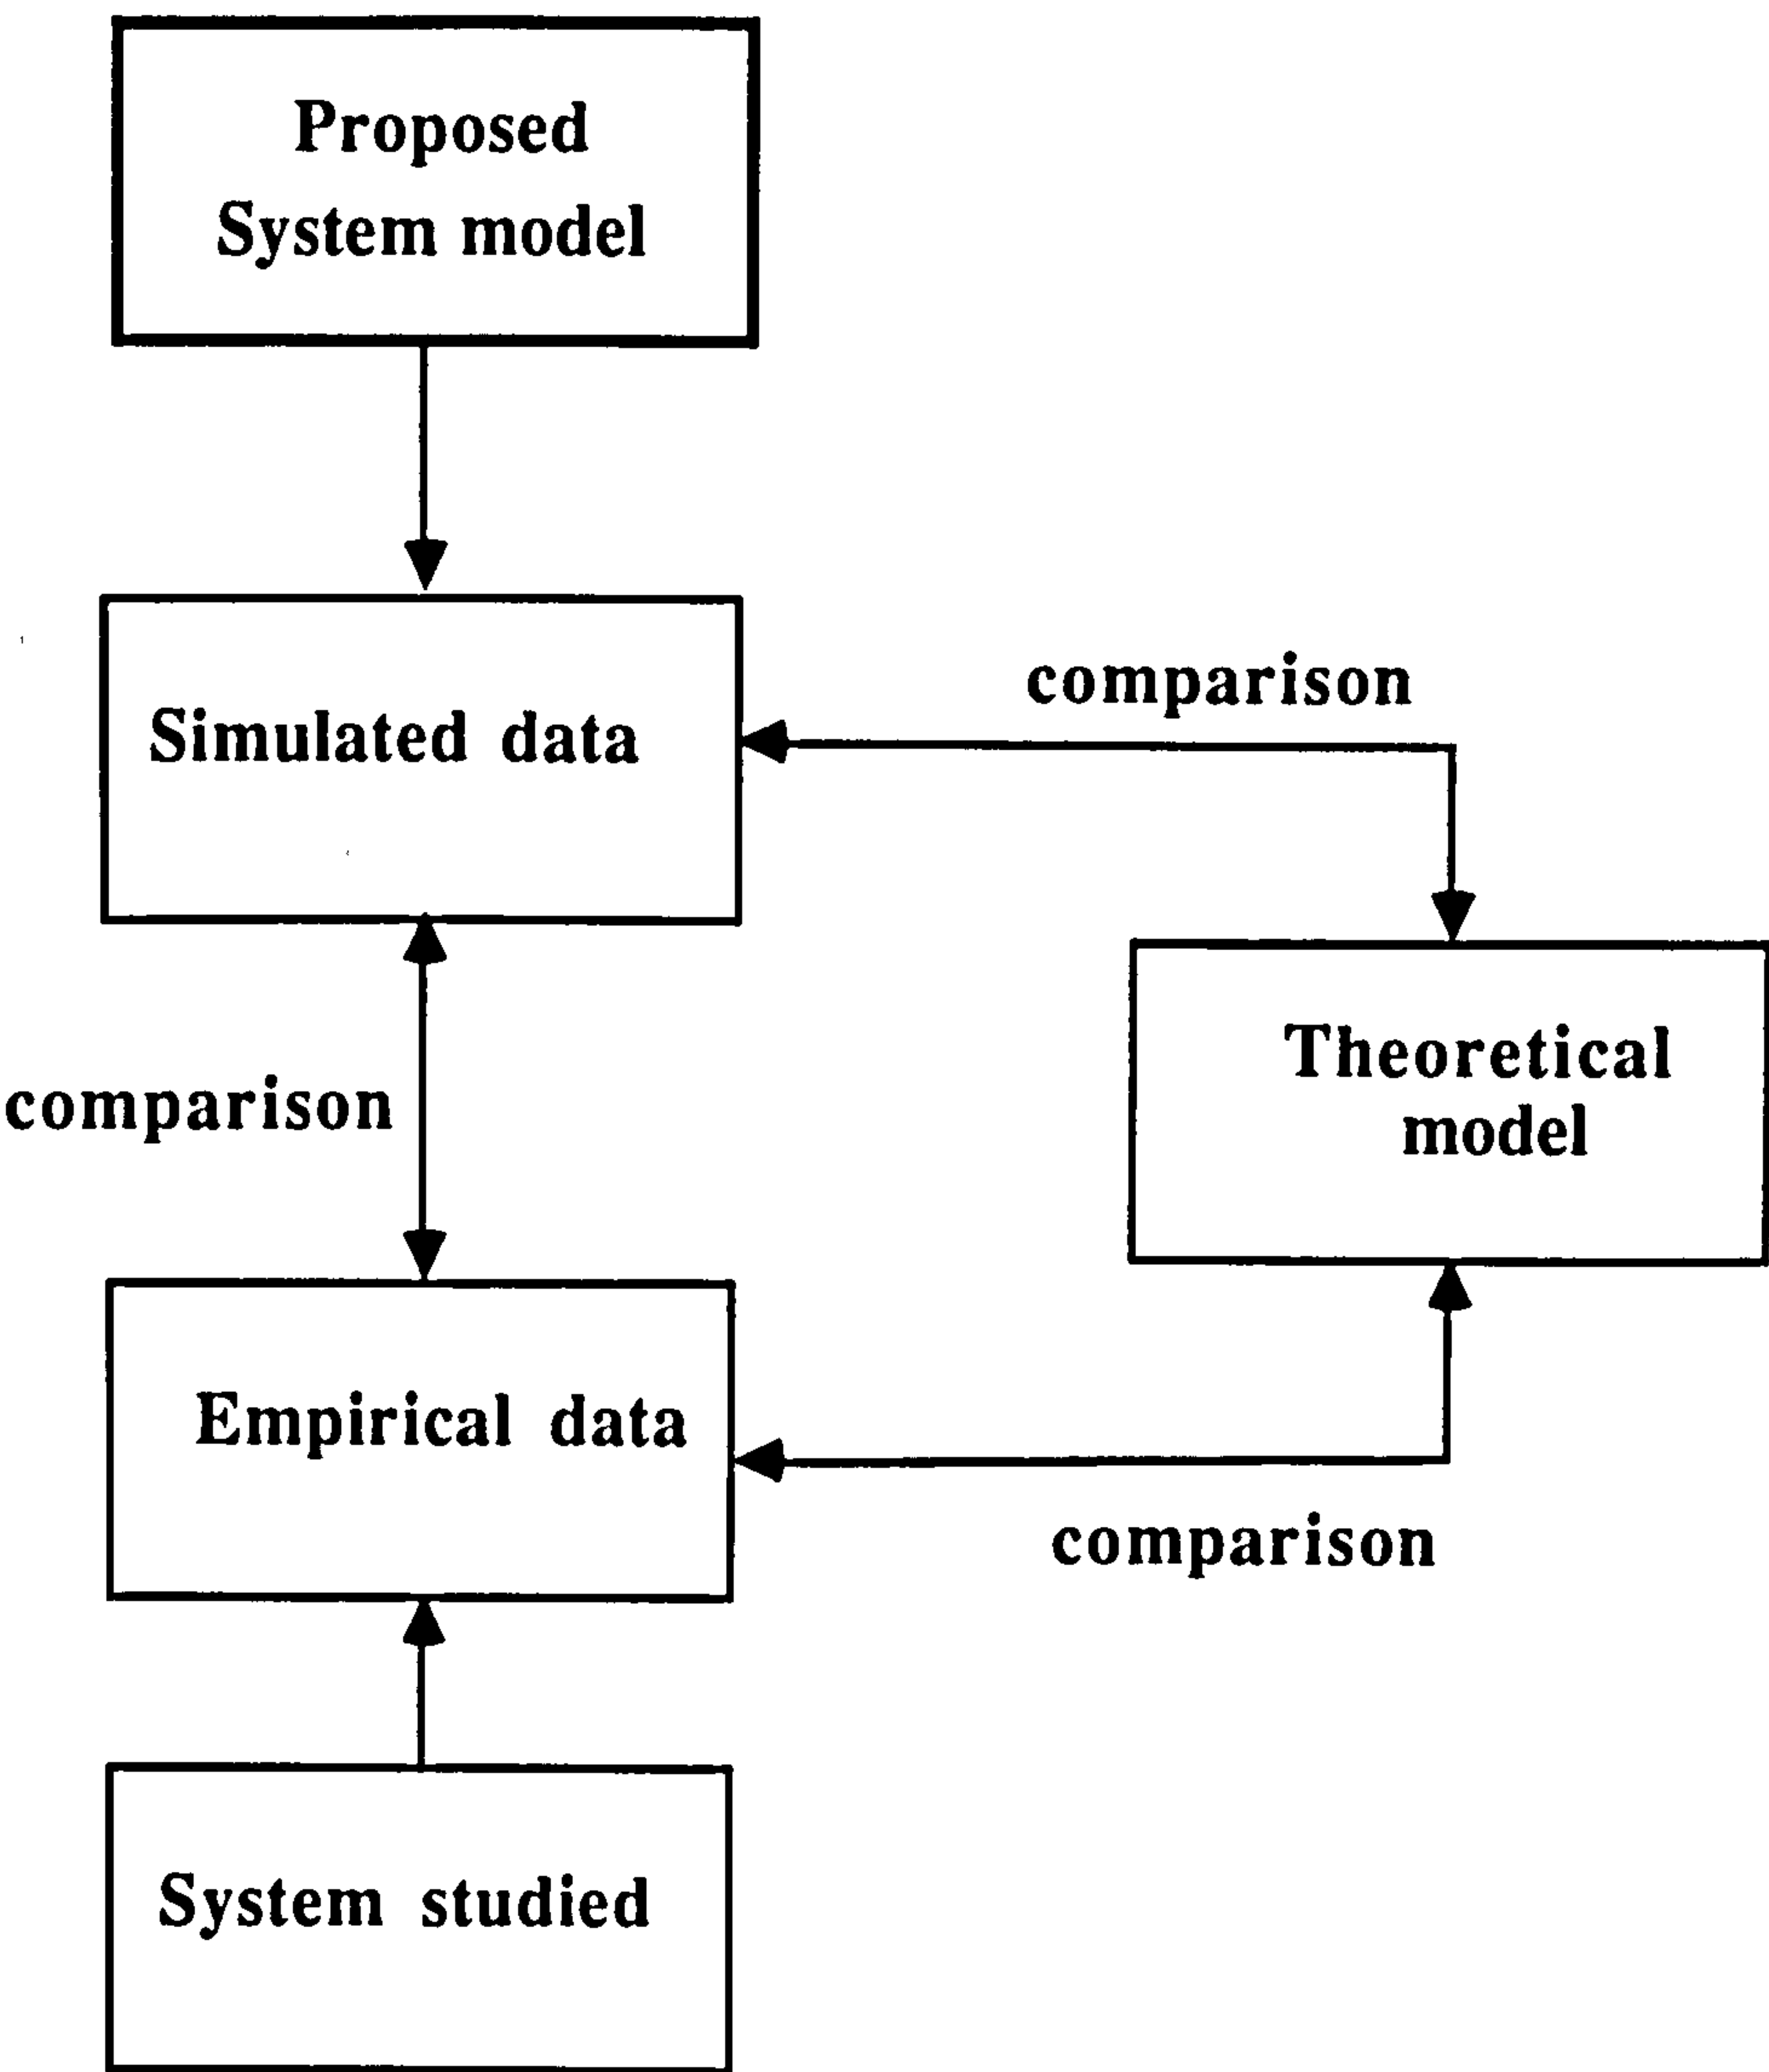 Proposed
System model
Simulated data
comparison
Theoretical
model
comparison
Empirical data
comparison
System studied